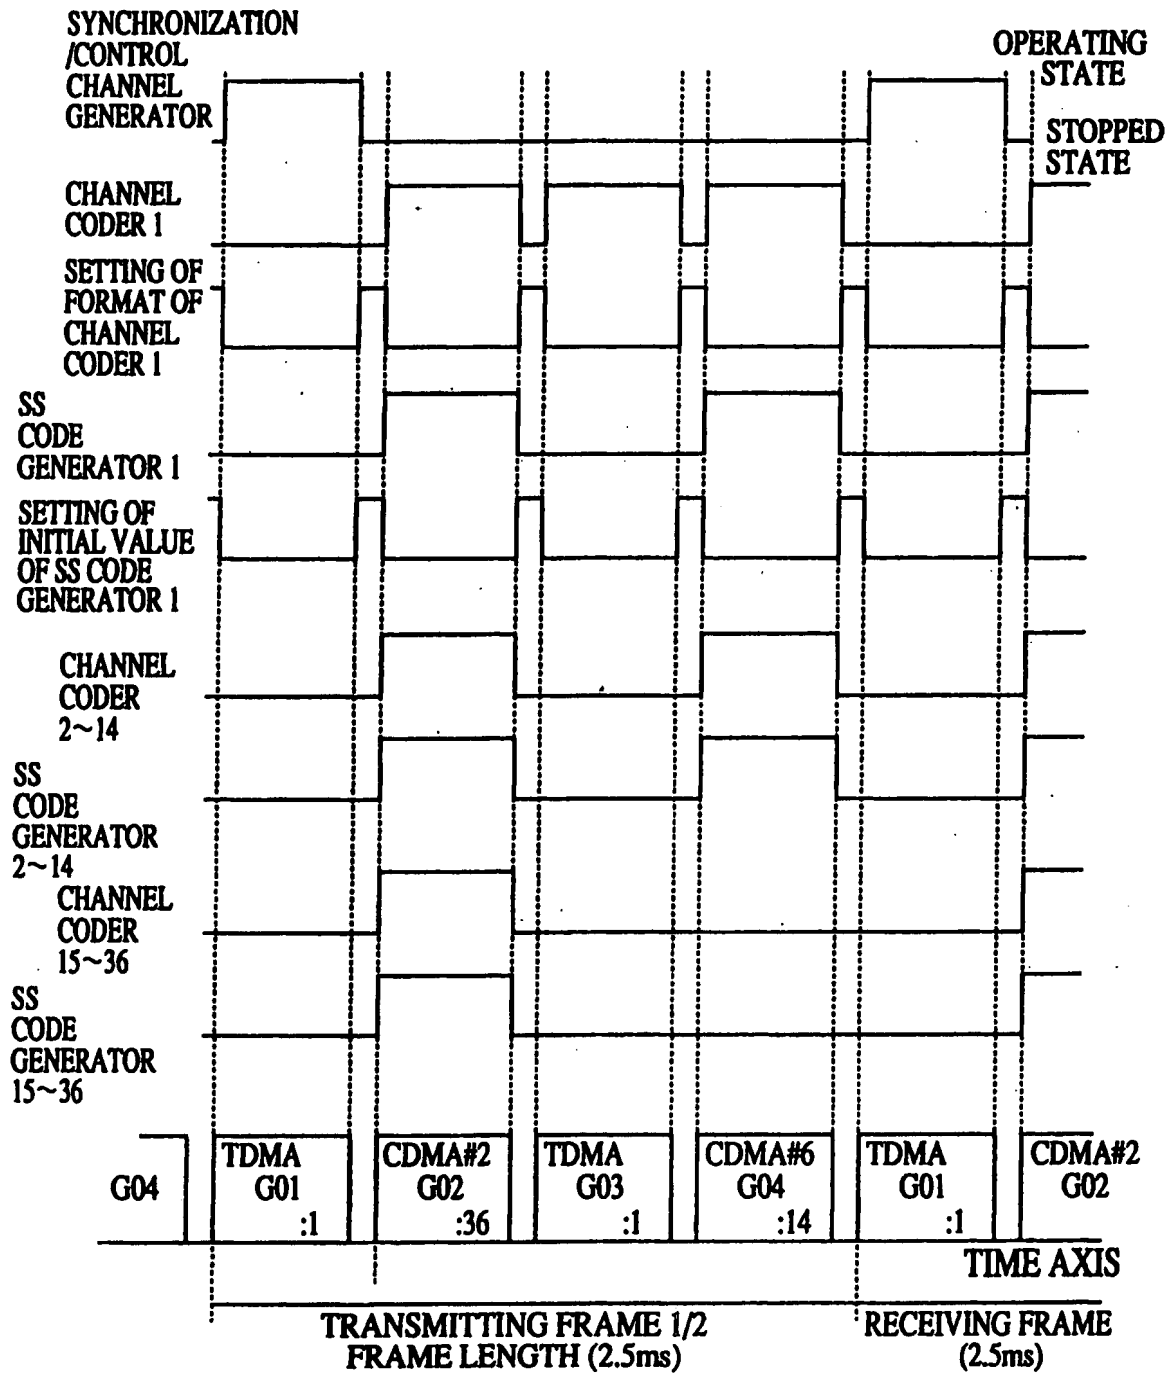 SYNCHRONIZATION
/CONTROL
CHANNEL
GENERATOR
OPERATING
STATE
STOPPED
STATE
CHANNEL
CODER 1
SETTING OF
FORMAT OF
CHANNEL
CODER 1
SS
CODE
GENERATOR 1
SETTING OF
INITIAL VALUE
OF SS CODE
GENERATOR 1
CHANNEL
CODER
2~14
SS
CODE
GENERATOR
2~14
CHANNEL
CODER
15~36
SS
CODE
GENERATOR
15~36
G04
TDMA
G01
:1
CDMA#2
G02
:36
TDMA
G03
:1
CDMA#6
G04
:14
TDMA
G01
:1
CDMA#2
G02
TIME AXIS
TRANSMITTING FRAME 1/2
FRAME LENGTH (2.5ms)
RECEIVING FRAME
(2.5ms)